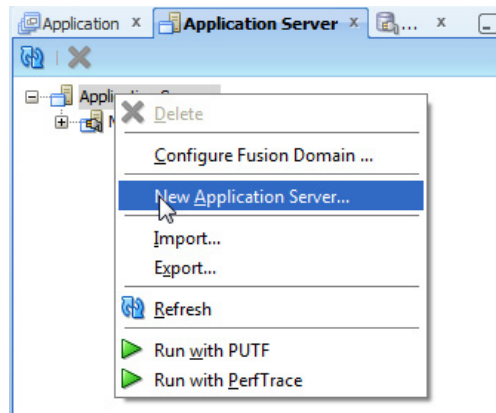 Application x Application Server x ... x
Delete
Configure Fusion Domain ...
New Application Server...
Import...
Export...
Refresh
Run with PUTF
Run with PerfTrace